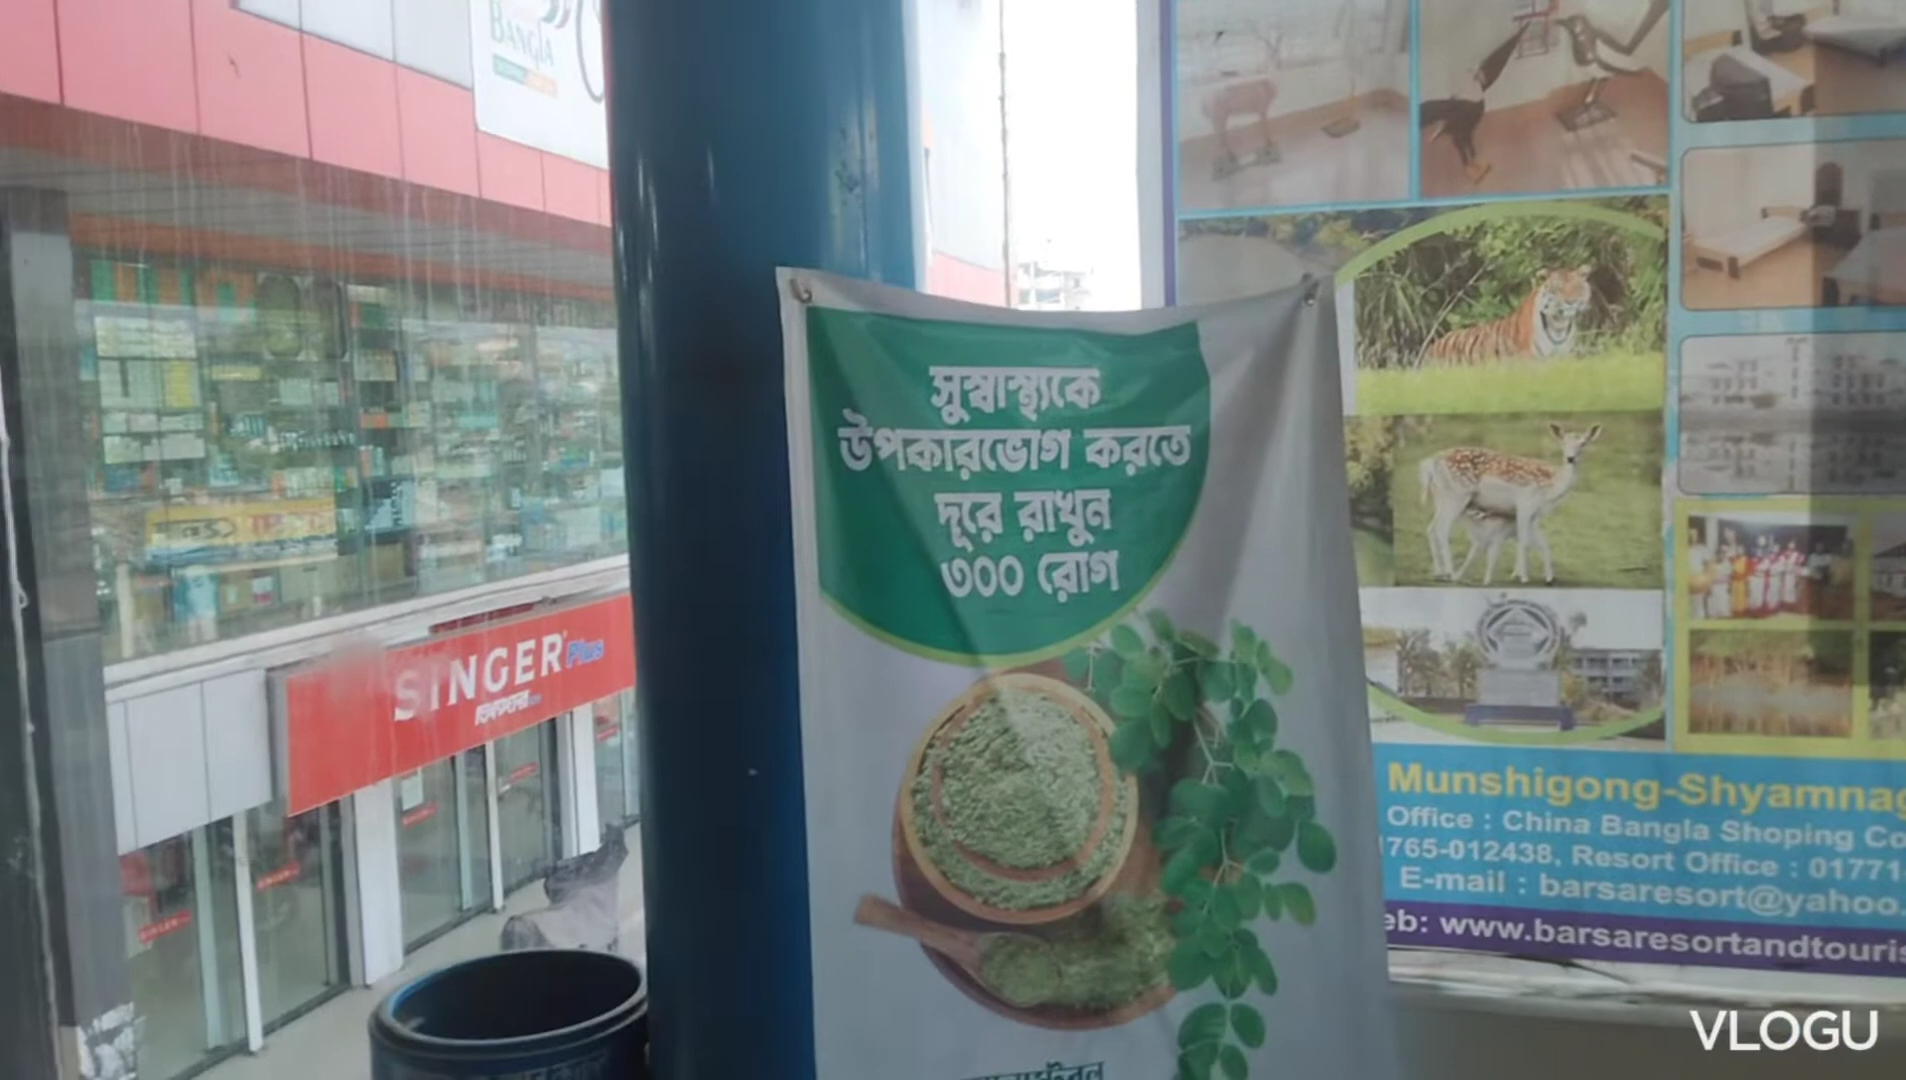 BANGLA
SINGER Plus
সিঙ্গার
সুস্বাস্থ্যকে
উপকারভোগ করতে
দূরে রাখুন
৩০০ রোগ
Munshigong-Shyamnag
Office : China Bangla Shoping Co
1765-012438, Resort Office : 01771
E-mail : barsaresort@yahoo.
eb: www.barsaresortandtouris
VLOGU